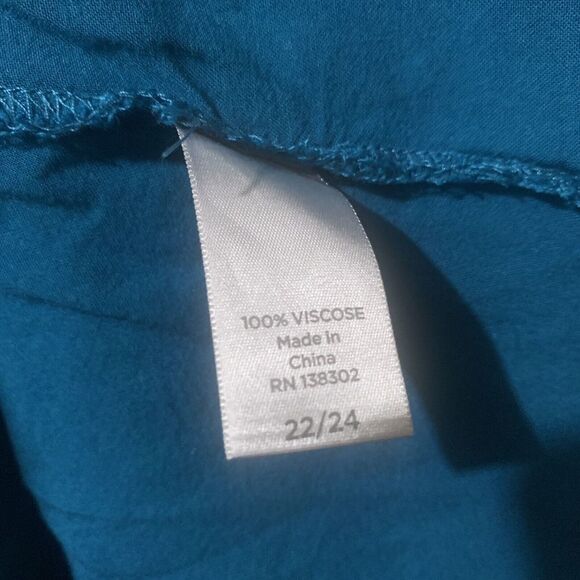 100% VISCOSE
Made in
China
RN 138302
22/24